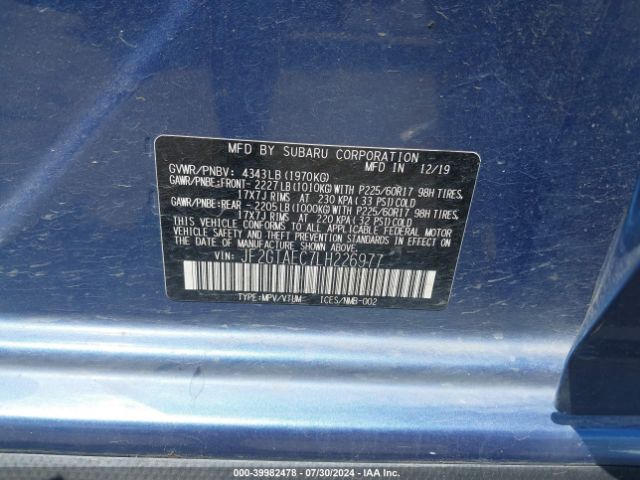 MFD BY SUBARU CORPORATION
MFD IN 12/19
GVWR/PNBV: 4343LB (1970KG)
GAWR/PNBE:FRONT- 2227LB(1010KG)WITH P225/60R17 98H TIRES,
17X7J RIMS AT 230 KPA (33 PSI)COLD
GAWR/PNBE:REAR -2205LB(1000KG)WITH P225/60R17 98H TIRES,
17X7J RIMS AT 220 KPA(32 PSI)COLD
THIS VEHICLE CONFORMS TO ALL APPLICABLE FEDERAL MOTOR
VEHICLE SAFETY AND THEFT PREVENTION STANDARDS IN
EFFECT ON THE DATE OF MANUFACTURE SHOWN ABOVE.
VIN: JF2GTAEC7LH226977
TYPE:MPV/VTUM ICES/NMB-002
000-39982478 - 07/30/2024 - IAA Inc.